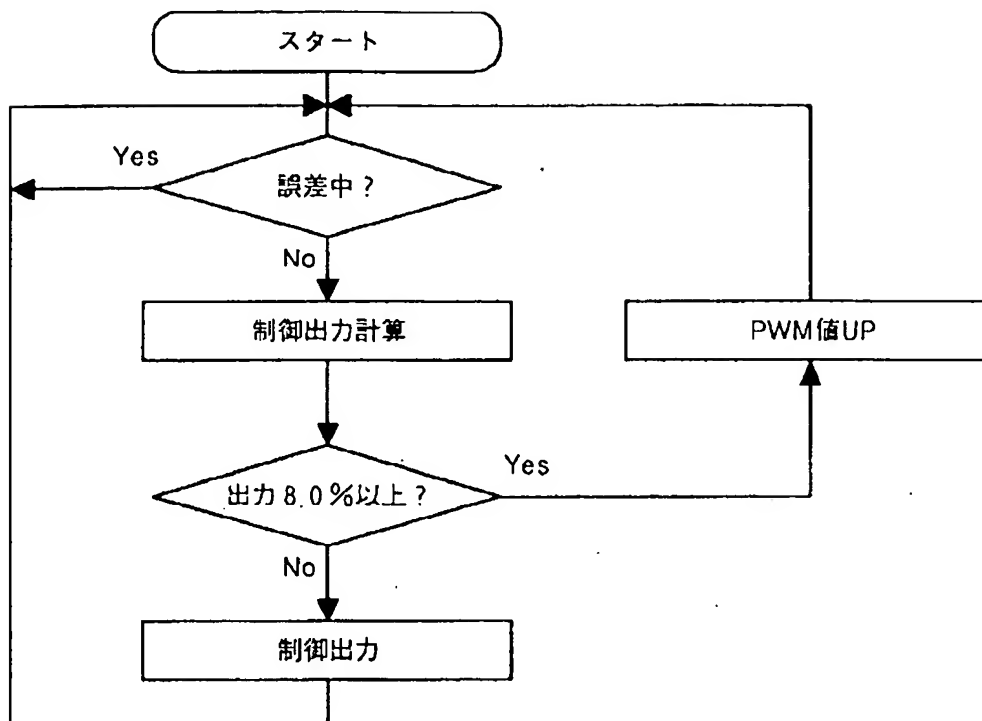 スタート
Yes
誤差中?
No
制御出力計算
PWM値UP
Yes
出力8.0%以上?
No
制御出力